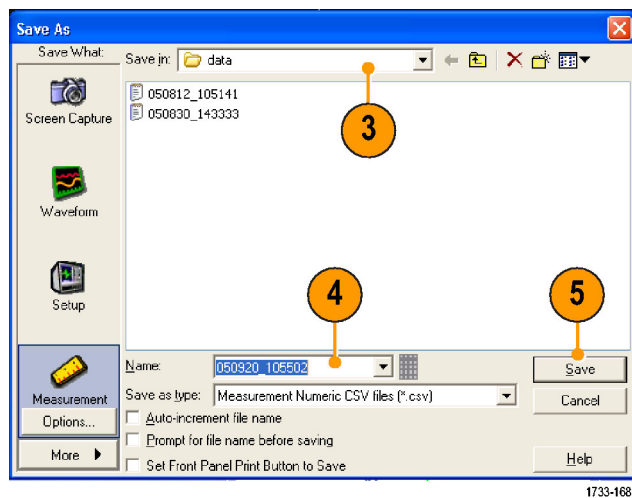 Save As
Save What:
Save in: data
050812_105141
050830_143333
3
Screen Capture
Waveform
Setup
4
5
Measurement
Options...
More
Name: 050920_105502
Save
Save as type: Measurement Numeric CSV files (*.csv)
Cancel
Auto-increment file name
Prompt for file name before saving
Set Front Panel Print Button to Save
Help
1733-168